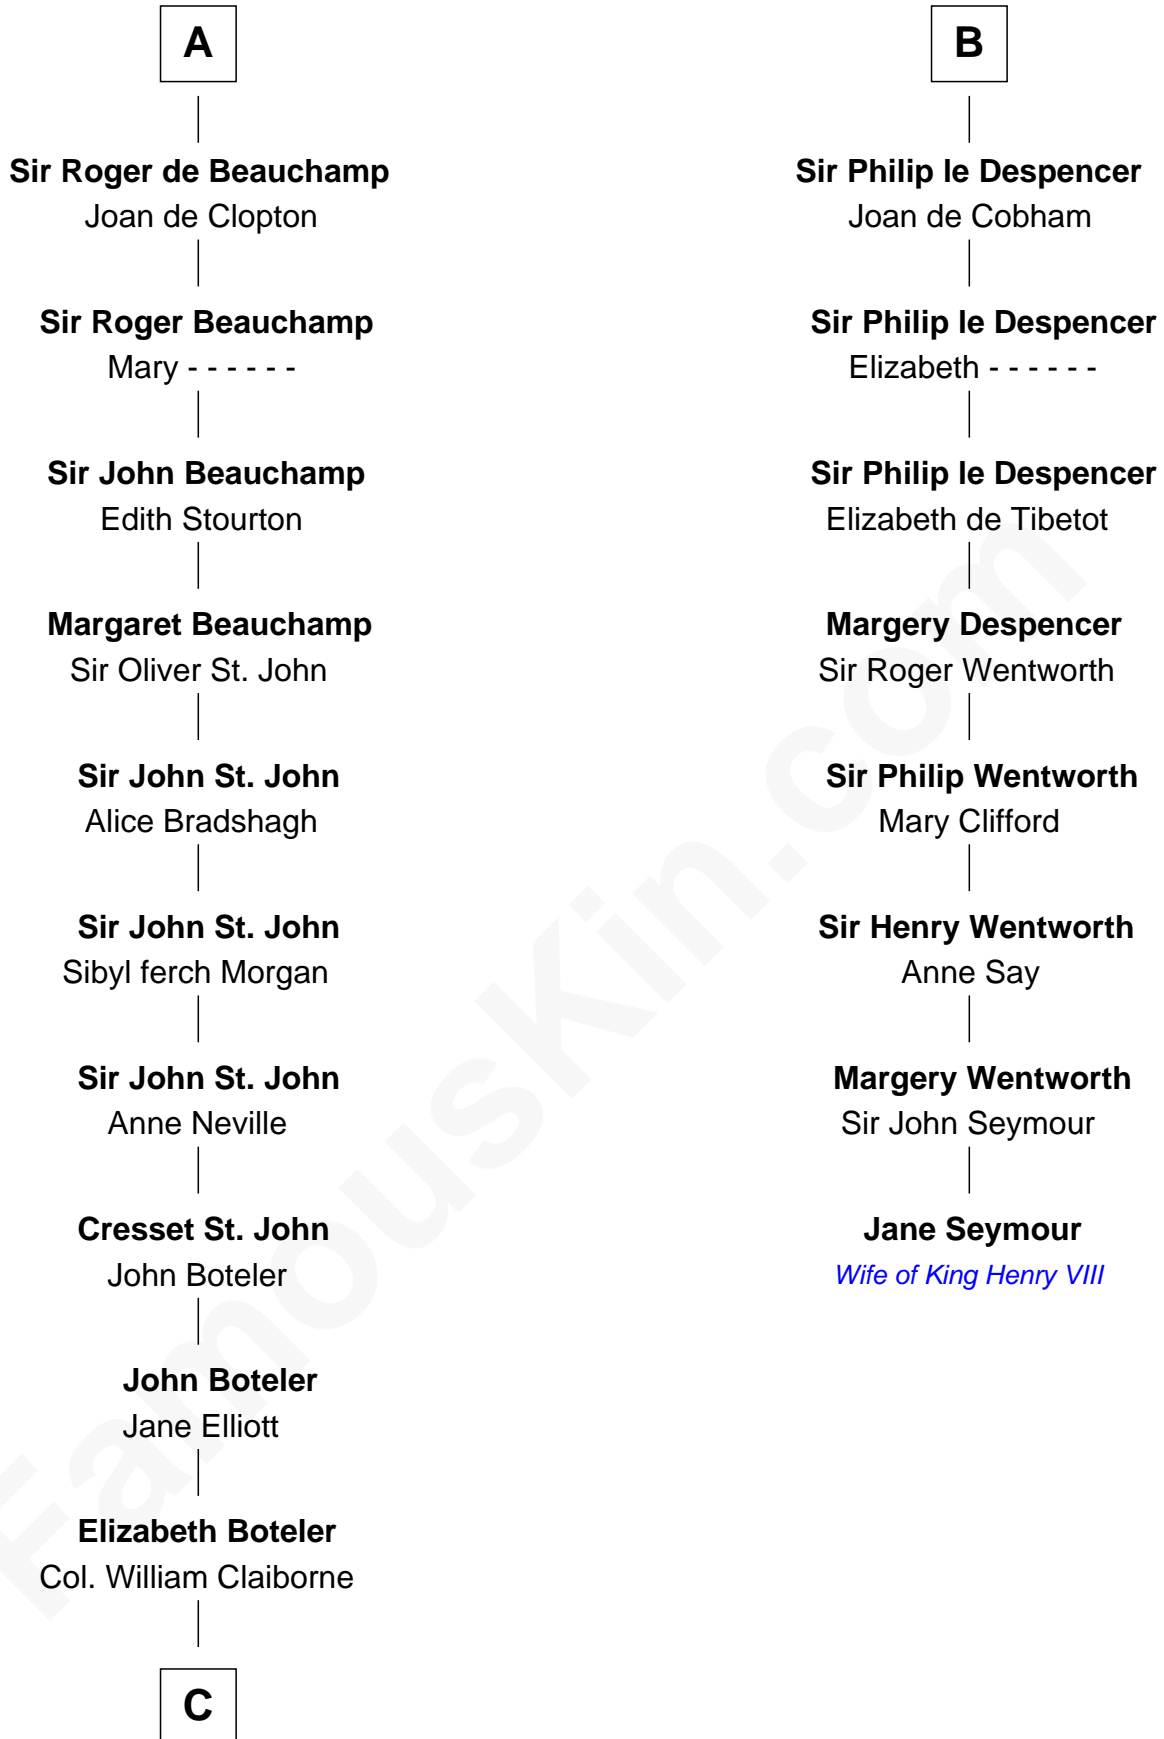 A
Sir Roger de Beauchamp
Joan de Clopton
Sir Roger Beauchamp
Mary - - - - - -
Sir John Beauchamp
Edith Stourton
Margaret Beauchamp
Sir Oliver St. John
Sir John St. John
Alice Bradshagh
Sir John St. John
Sibyl ferch Morgan
Sir John St. John
Anne Neville
Cresset St. John
John Boteler
John Boteler
Jane Elliott
Elizabeth Boteler
Col. William Claiborne
C
B
Sir Philip le Despencer
Joan de Cobham
Sir Philip le Despencer
Elizabeth - - - - - -
Sir Philip le Despencer
Elizabeth de Tibetot
Margery Despencer
Sir Roger Wentworth
Sir Philip Wentworth
Mary Clifford
Sir Henry Wentworth
Anne Say
Margery Wentworth
Sir John Seymour
Jane Seymour
Wife of King Henry VIII
FamousKin.com